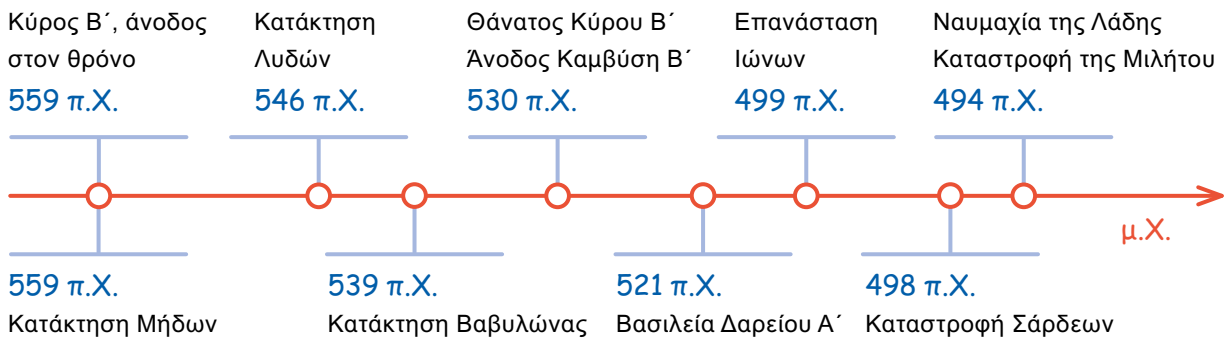 Κύρος Β΄, άνοδος
στον θρόνο
559 π.Χ.
Κατάκτηση
Λυδών
546 π.Χ.
Θάνατος Κύρου Β΄
Άνοδος Καμβύση Β΄
530 π.Χ.
Επανάσταση
Ιώνων
499 π.Χ.
Ναυμαχία της Λάδης
Καταστροφή της Μιλήτου
494 π.Χ.
μ.Χ.
559 π.Χ.
Κατάκτηση Μήδων
539 π.Χ.
Κατάκτηση Βαβυλώνας
521 π.Χ.
Βασιλεία Δαρείου Α΄
498 π.Χ.
Καταστροφή Σάρδεων